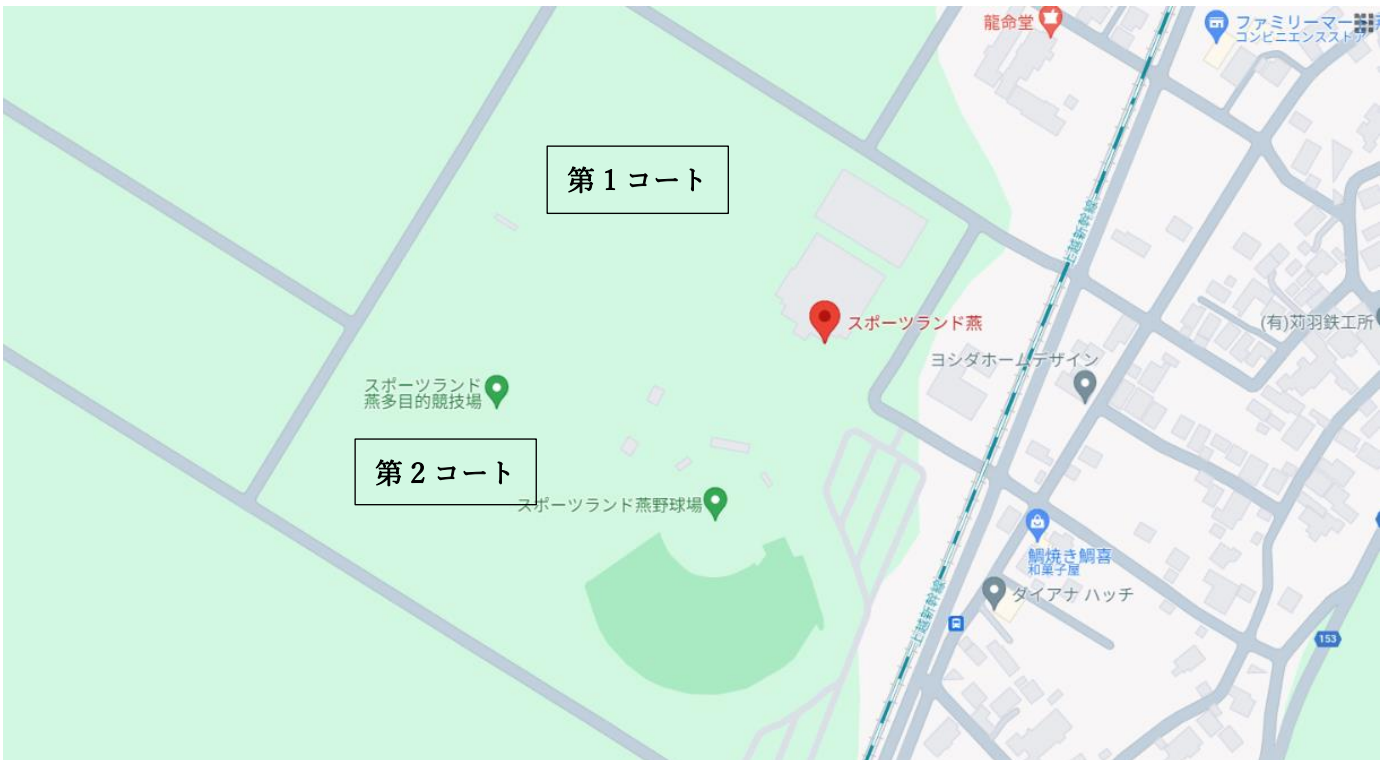 龍命堂
ファミリーマー
コンビニエンスストア
第１コート
上越新幹線
スポーツランド燕
(有)苅羽鉄工所
ヨシダホームデザイン
スポーツランド
燕多目的競技場
第２コート
スポーツランド燕野球場
鯛焼き鯛喜
和菓子屋
ダイアナ ハッチ
上越新幹線
153